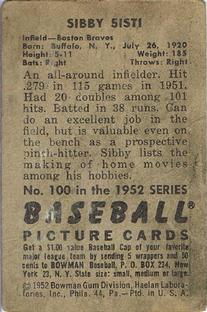 SIBBY SISTI
Infield—Boston Braves
Born: Buffalo, N. Y., July 26, 1920
Height: 5-11 Weight: 185
Bats: Right Throws: Right
An all-around infielder. Hit
.279 in 115 games in 1951.
Had 20 doubles among .101
hits. Batted in 38 runs. Can
do an excellent job in the
field, but is valuable even on
the bench as a prospective
pinch-hitter. Sibby lists the
making of home movies
among his hobbies.
No. 100 in the 1952 SERIES
BASEBALL
PICTURE CARDS
Get a $1.00 value Baseball Cap of your favorite
major league team by sending 5 wrappers and 50
cents to BOWMAN Baseball, P. O. BOX 234, New
York 23, N. Y. State size: small, medium or large.
©1952 Bowman Gum Division, Haelan Labora-
tories, Inc., Phila. 44, Pa.—Ptd. in U. S. A.